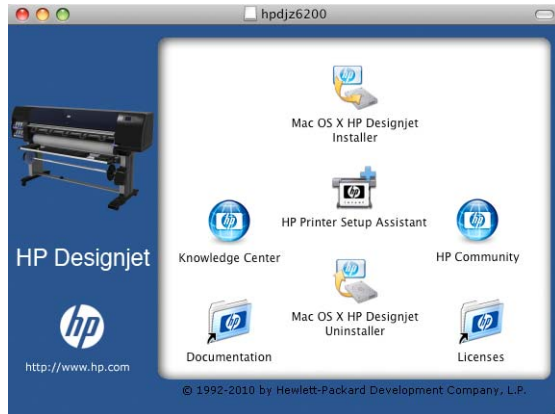 hpdjz6200
Mac OS X HP Designjet
Installer
HP Printer Setup Assistant
Knowledge Center
HP Community
Mac OS X HP Designjet
Uninstaller
Documentation
Licenses
HP Designjet
hp
http://www.hp.com
© 1992-2010 by Hewlett-Packard Development Company, L.P.